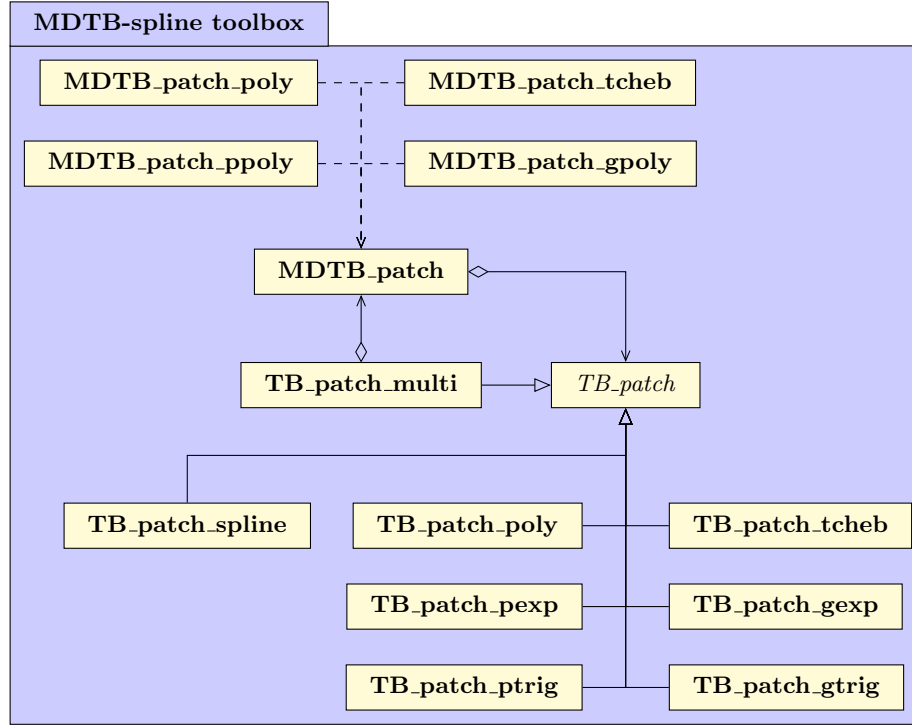 MDTB-spline toolbox
MDTB_patch_poly
MDTB_patch_tcheb
MDTB_patch_ppoly
MDTB_patch_gpoly
MDTB_patch
TB_patch_multi
TB_patch
TB_patch_spline
TB_patch_poly
TB_patch_tcheb
TB_patch_pexp
TB_patch_gexp
TB_patch_ptrig
TB_patch_gtrig